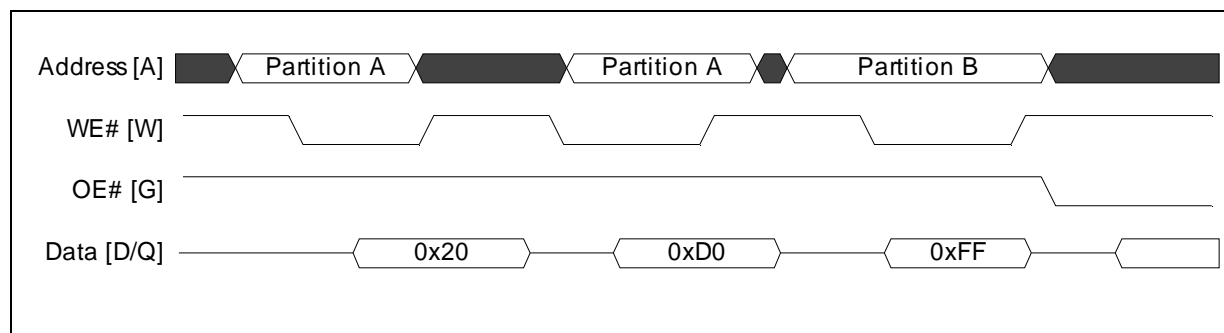 Address [A] Partition A Partition A Partition B
WE# [W]
OE# [G]
Data [D/Q] 0x20 0xD0 0xFF